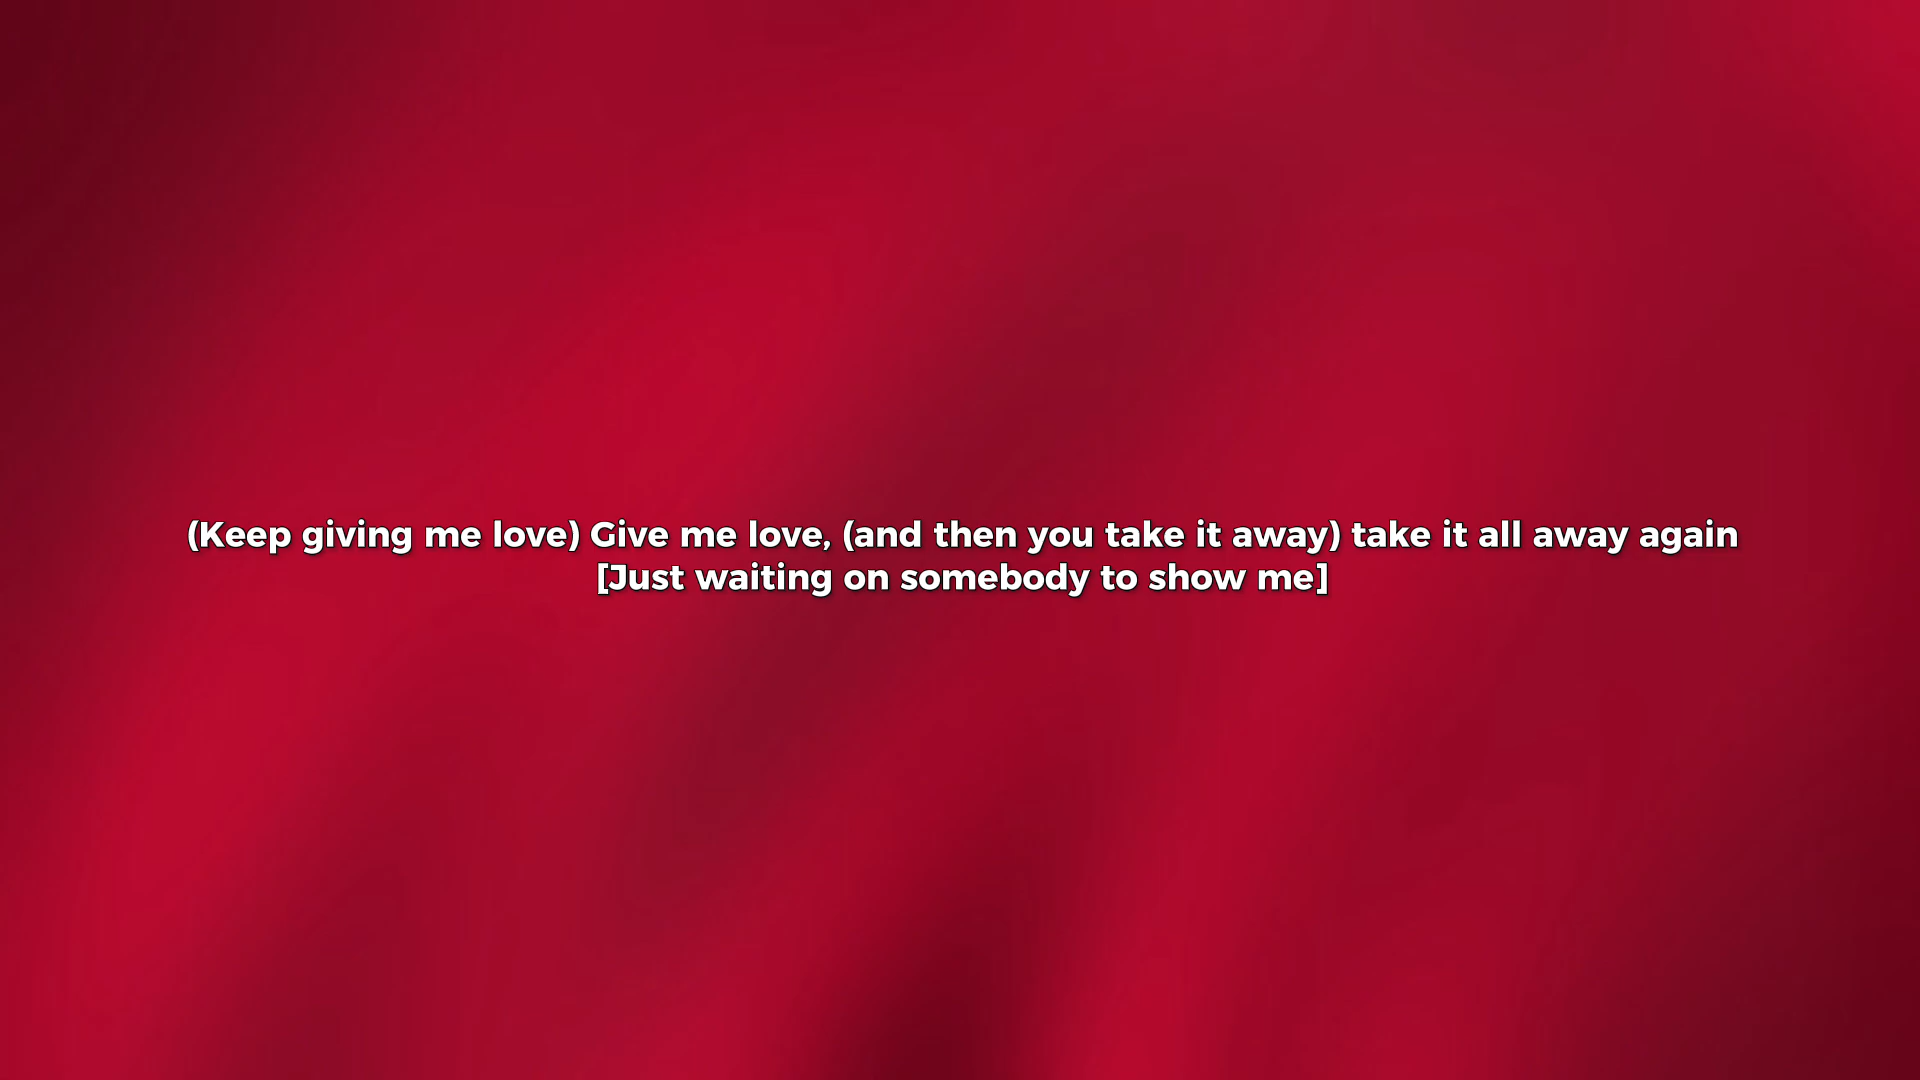 (Keep giving me love) Give me love, (and then you take it away) take it all away again
[Just waiting on somebody to show me]